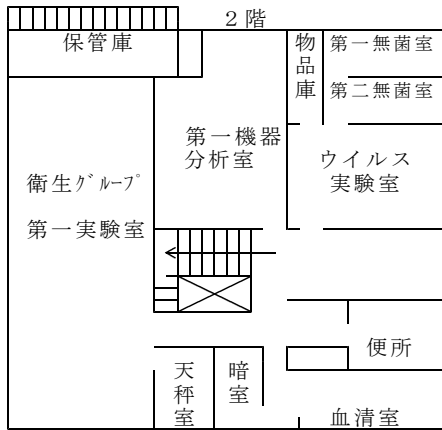 ２階
保管庫
物品庫
第一無菌室
第二無菌室
第一機器
分析室
ウイルス
実験室
衛生ｸﾞﾙｰﾌﾟ
第一実験室
便所
天秤室
暗室
血清室